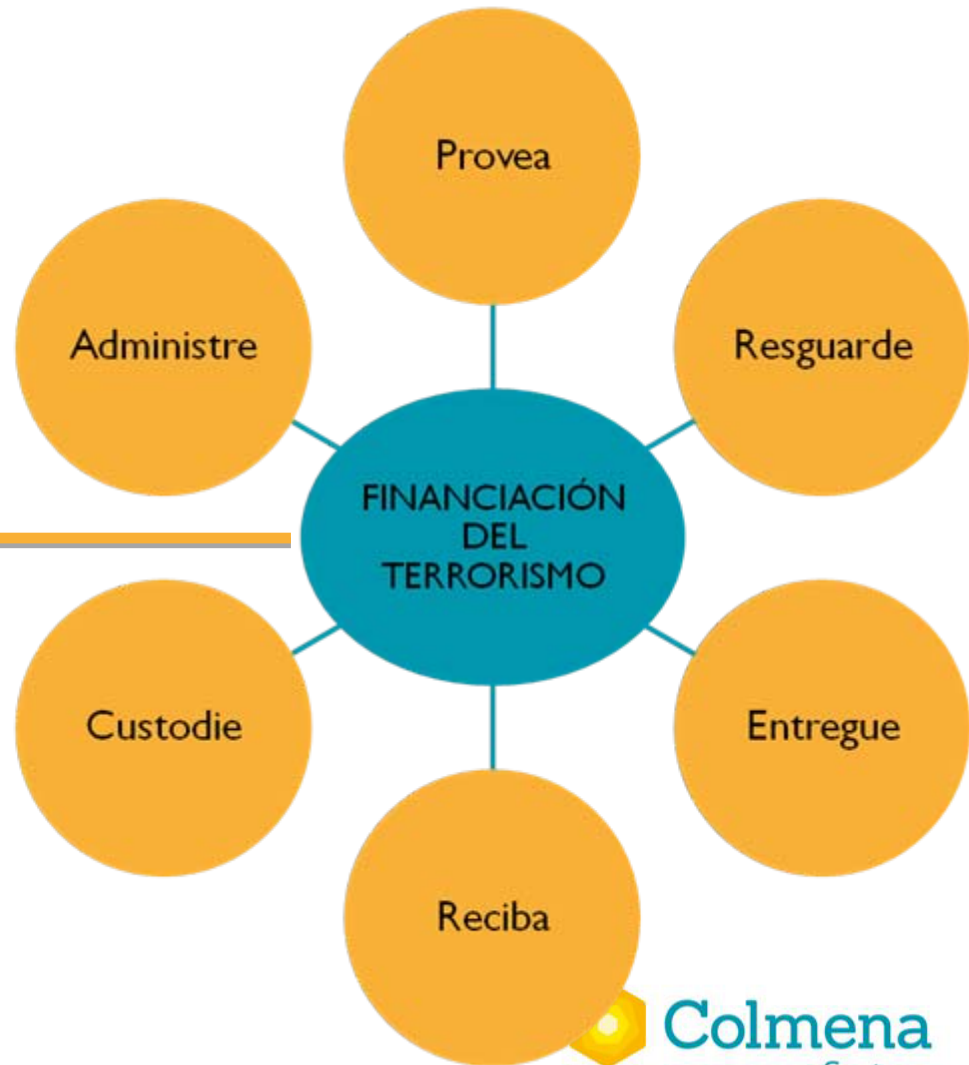 Provea
Administre
Resguarde
FINANCIACIÓN
DEL
TERRORISMO
Custodie
Entregue
Reciba
Colmena